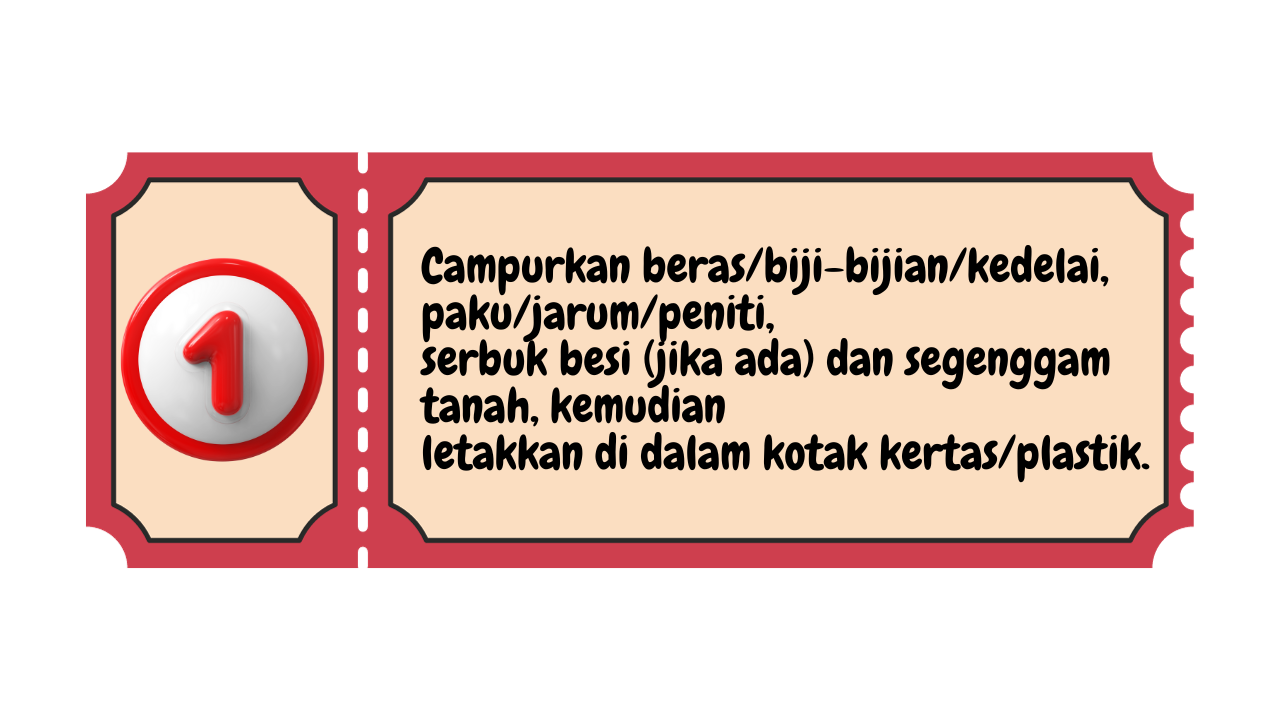 1
Campurkan beras/biji-bijian/kedelai,
paku/jarum/peniti,
serbuk besi (jika ada) dan segenggam
tanah, kemudian
letakkan di dalam kotak kertas/plastik.